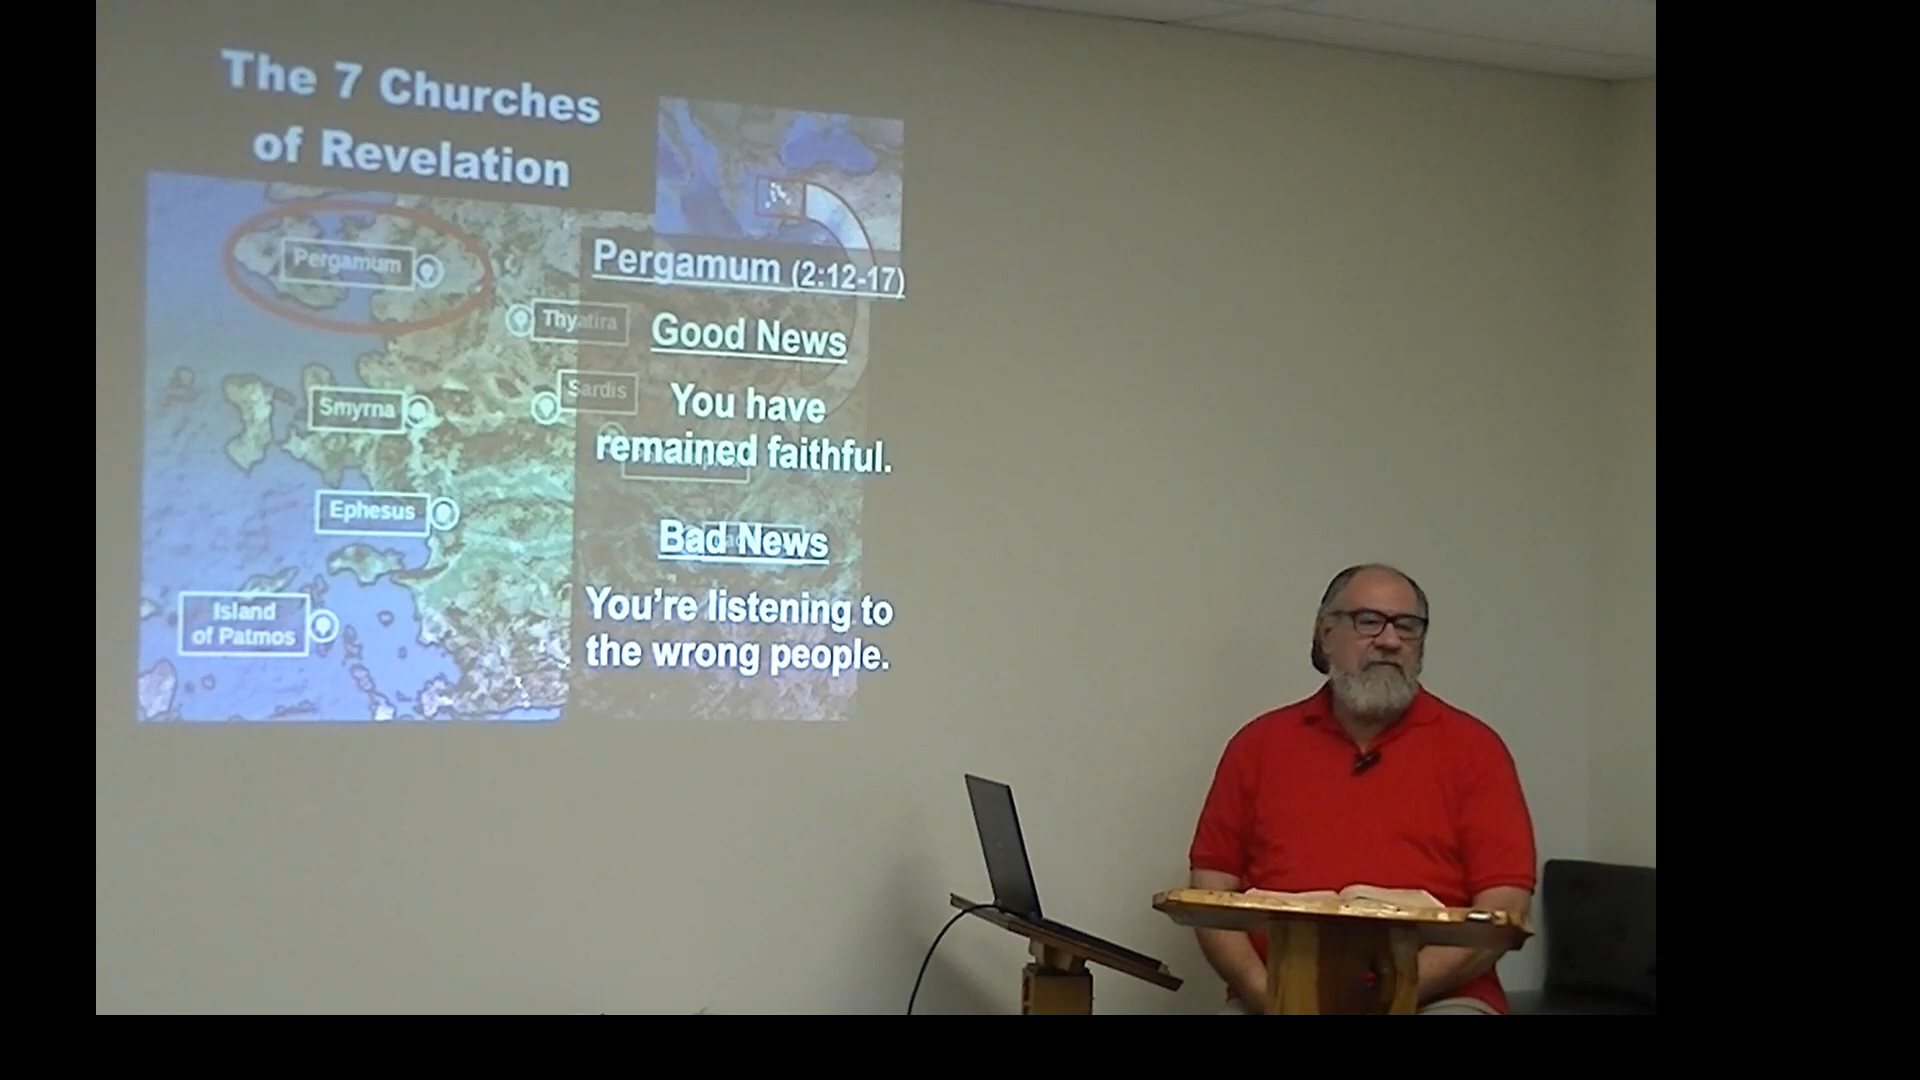 The 7 Churches
of Revelation
Pergamum
Thyatira
Smyrna
Sardis
Ephesus
Island
of Patmos
Pergamum (2:12-17)
Good News
You have
remained faithful.
Bad News
You're listening to
the wrong people.